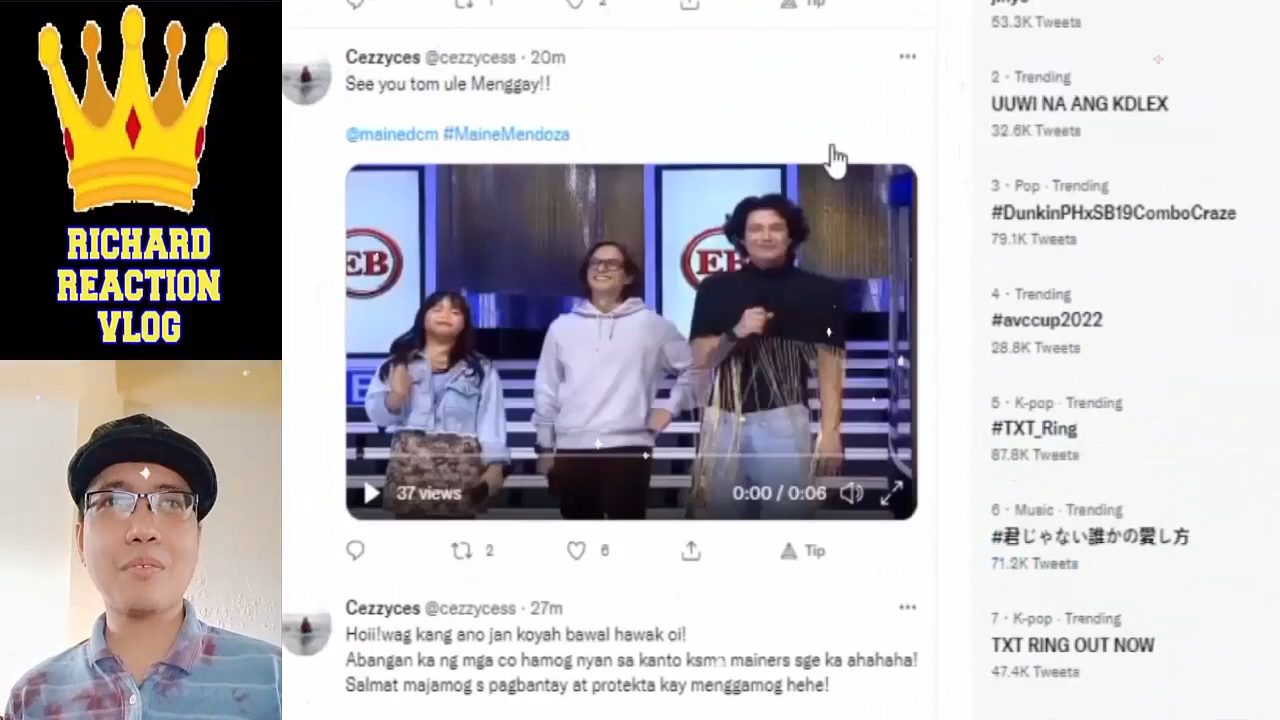 RICHARD
REACTION
VLOG
1
2
Tip
Cezzyces @cezzycess · 20m
See you tom ule Menggay!!
@mainedcm #MaineMendoza
EB
EB
37 views
0:00 / 0:06
2
6
Tip
Cezzyces @cezzycess · 27m
Hoii!wag kang ano jan koyah bawal hawak oi!
Abangan ka ng mga co hamog nyan sa kanto ksma mainers sge ka ahahaha!
Salmat majamog s pagbantay at protekta kay menggamog hehe!
53.3K Tweets
2 · Trending
UUWI NA ANG KDLEX
32.6K Tweets
3 · Pop · Trending
#DunkinPHxSB19ComboCraze
79.1K Tweets
4 · Trending
#avccup2022
28.8K Tweets
5 · K-pop · Trending
#TXT_Ring
87.8K Tweets
6 · Music · Trending
#君じゃない誰かの愛し方
71.2K Tweets
7 · K-pop · Trending
TXT RING OUT NOW
47.4K Tweets